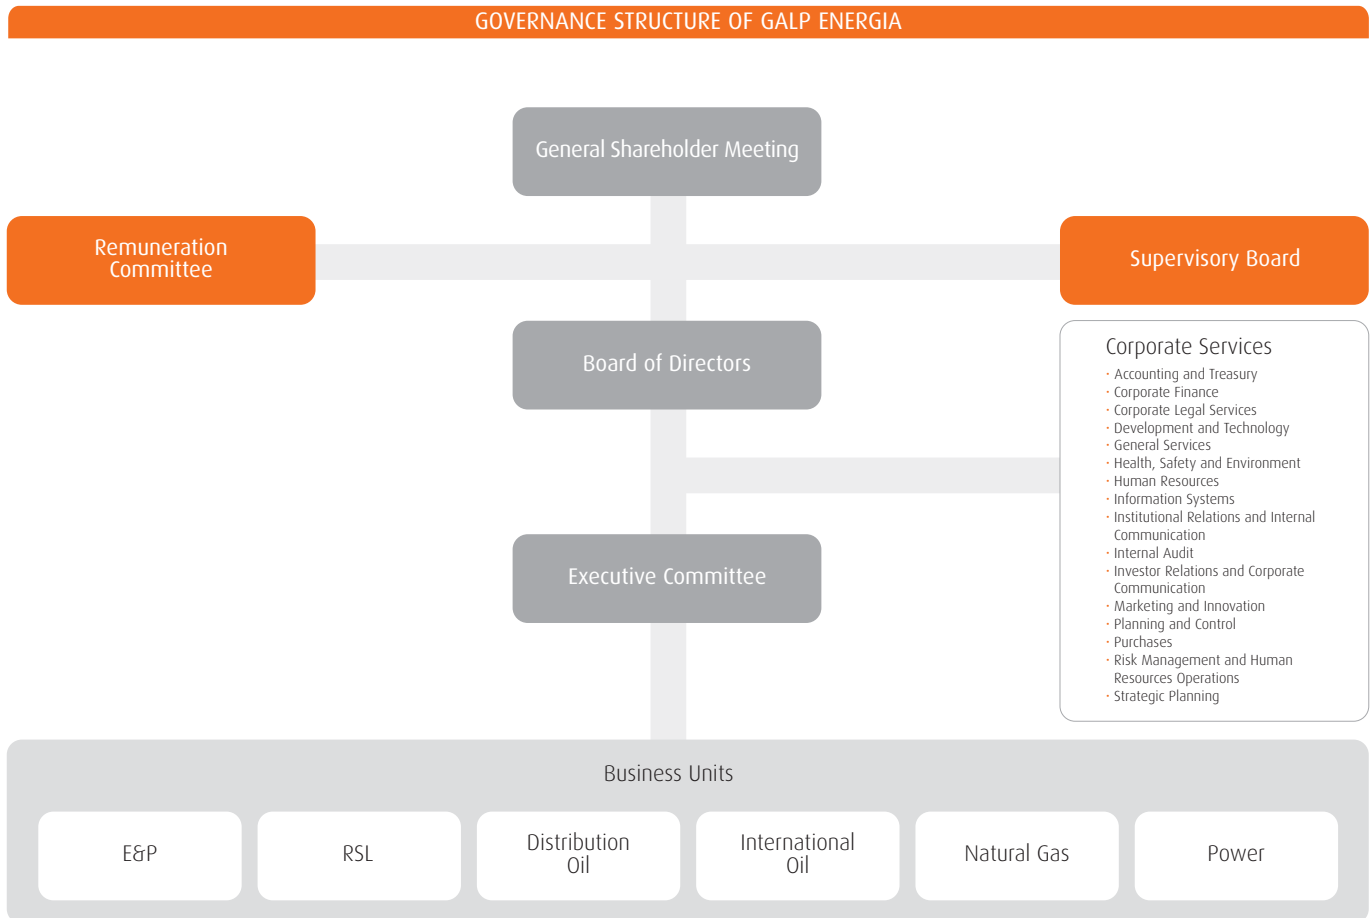 GOVERNANCE STRUCTURE OF GALP ENERGIA
General Shareholder Meeting
Remuneration
Committee
Supervisory Board
Board of Directors
Corporate Services
· Accounting and Treasury
· Corporate Finance
· Corporate Legal Services
· Development and Technology
· General Services
· Health, Safety and Environment
· Human Resources
· Information Systems
· Institutional Relations and Internal
Communication
· Internal Audit
· Investor Relations and Corporate
Communication
· Marketing and Innovation
· Planning and Control
· Purchases
· Risk Management and Human
Resources Operations
· Strategic Planning
Executive Committee
Business Units
E&P
RSL
Distribution
Oil
International
Oil
Natural Gas
Power